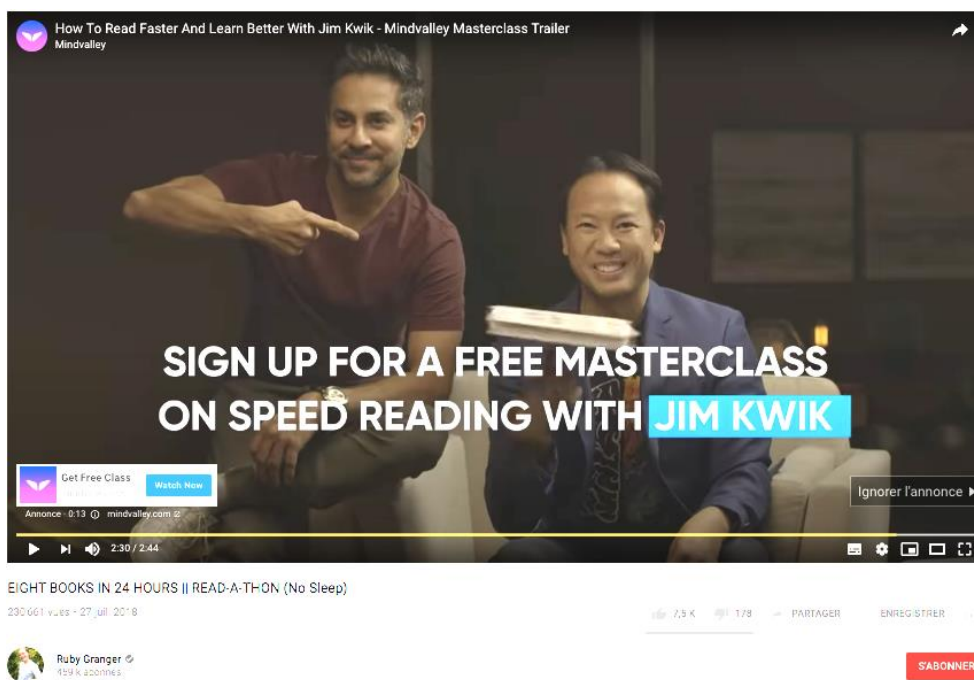 How To Read Faster And Learn Better With Jim Kwik - Mindvalley Masterclass Trailer
Mindvalley
SIGN UP FOR A FREE MASTERCLASS
ON SPEED READING WITH JIM KWIK
Get Free Class
Watch Now
Ignorer l'annonce
Annonce · 0:13 mindvalley.com
2:30 / 2:44
EIGHT BOOKS IN 24 HOURS || READ-A-THON (No Sleep)
230 661 vues · 27 juil. 2018
7,5 K 178 PARTAGER ENREGISTRER
Ruby Granger
459 k abonnés
S'ABONNER